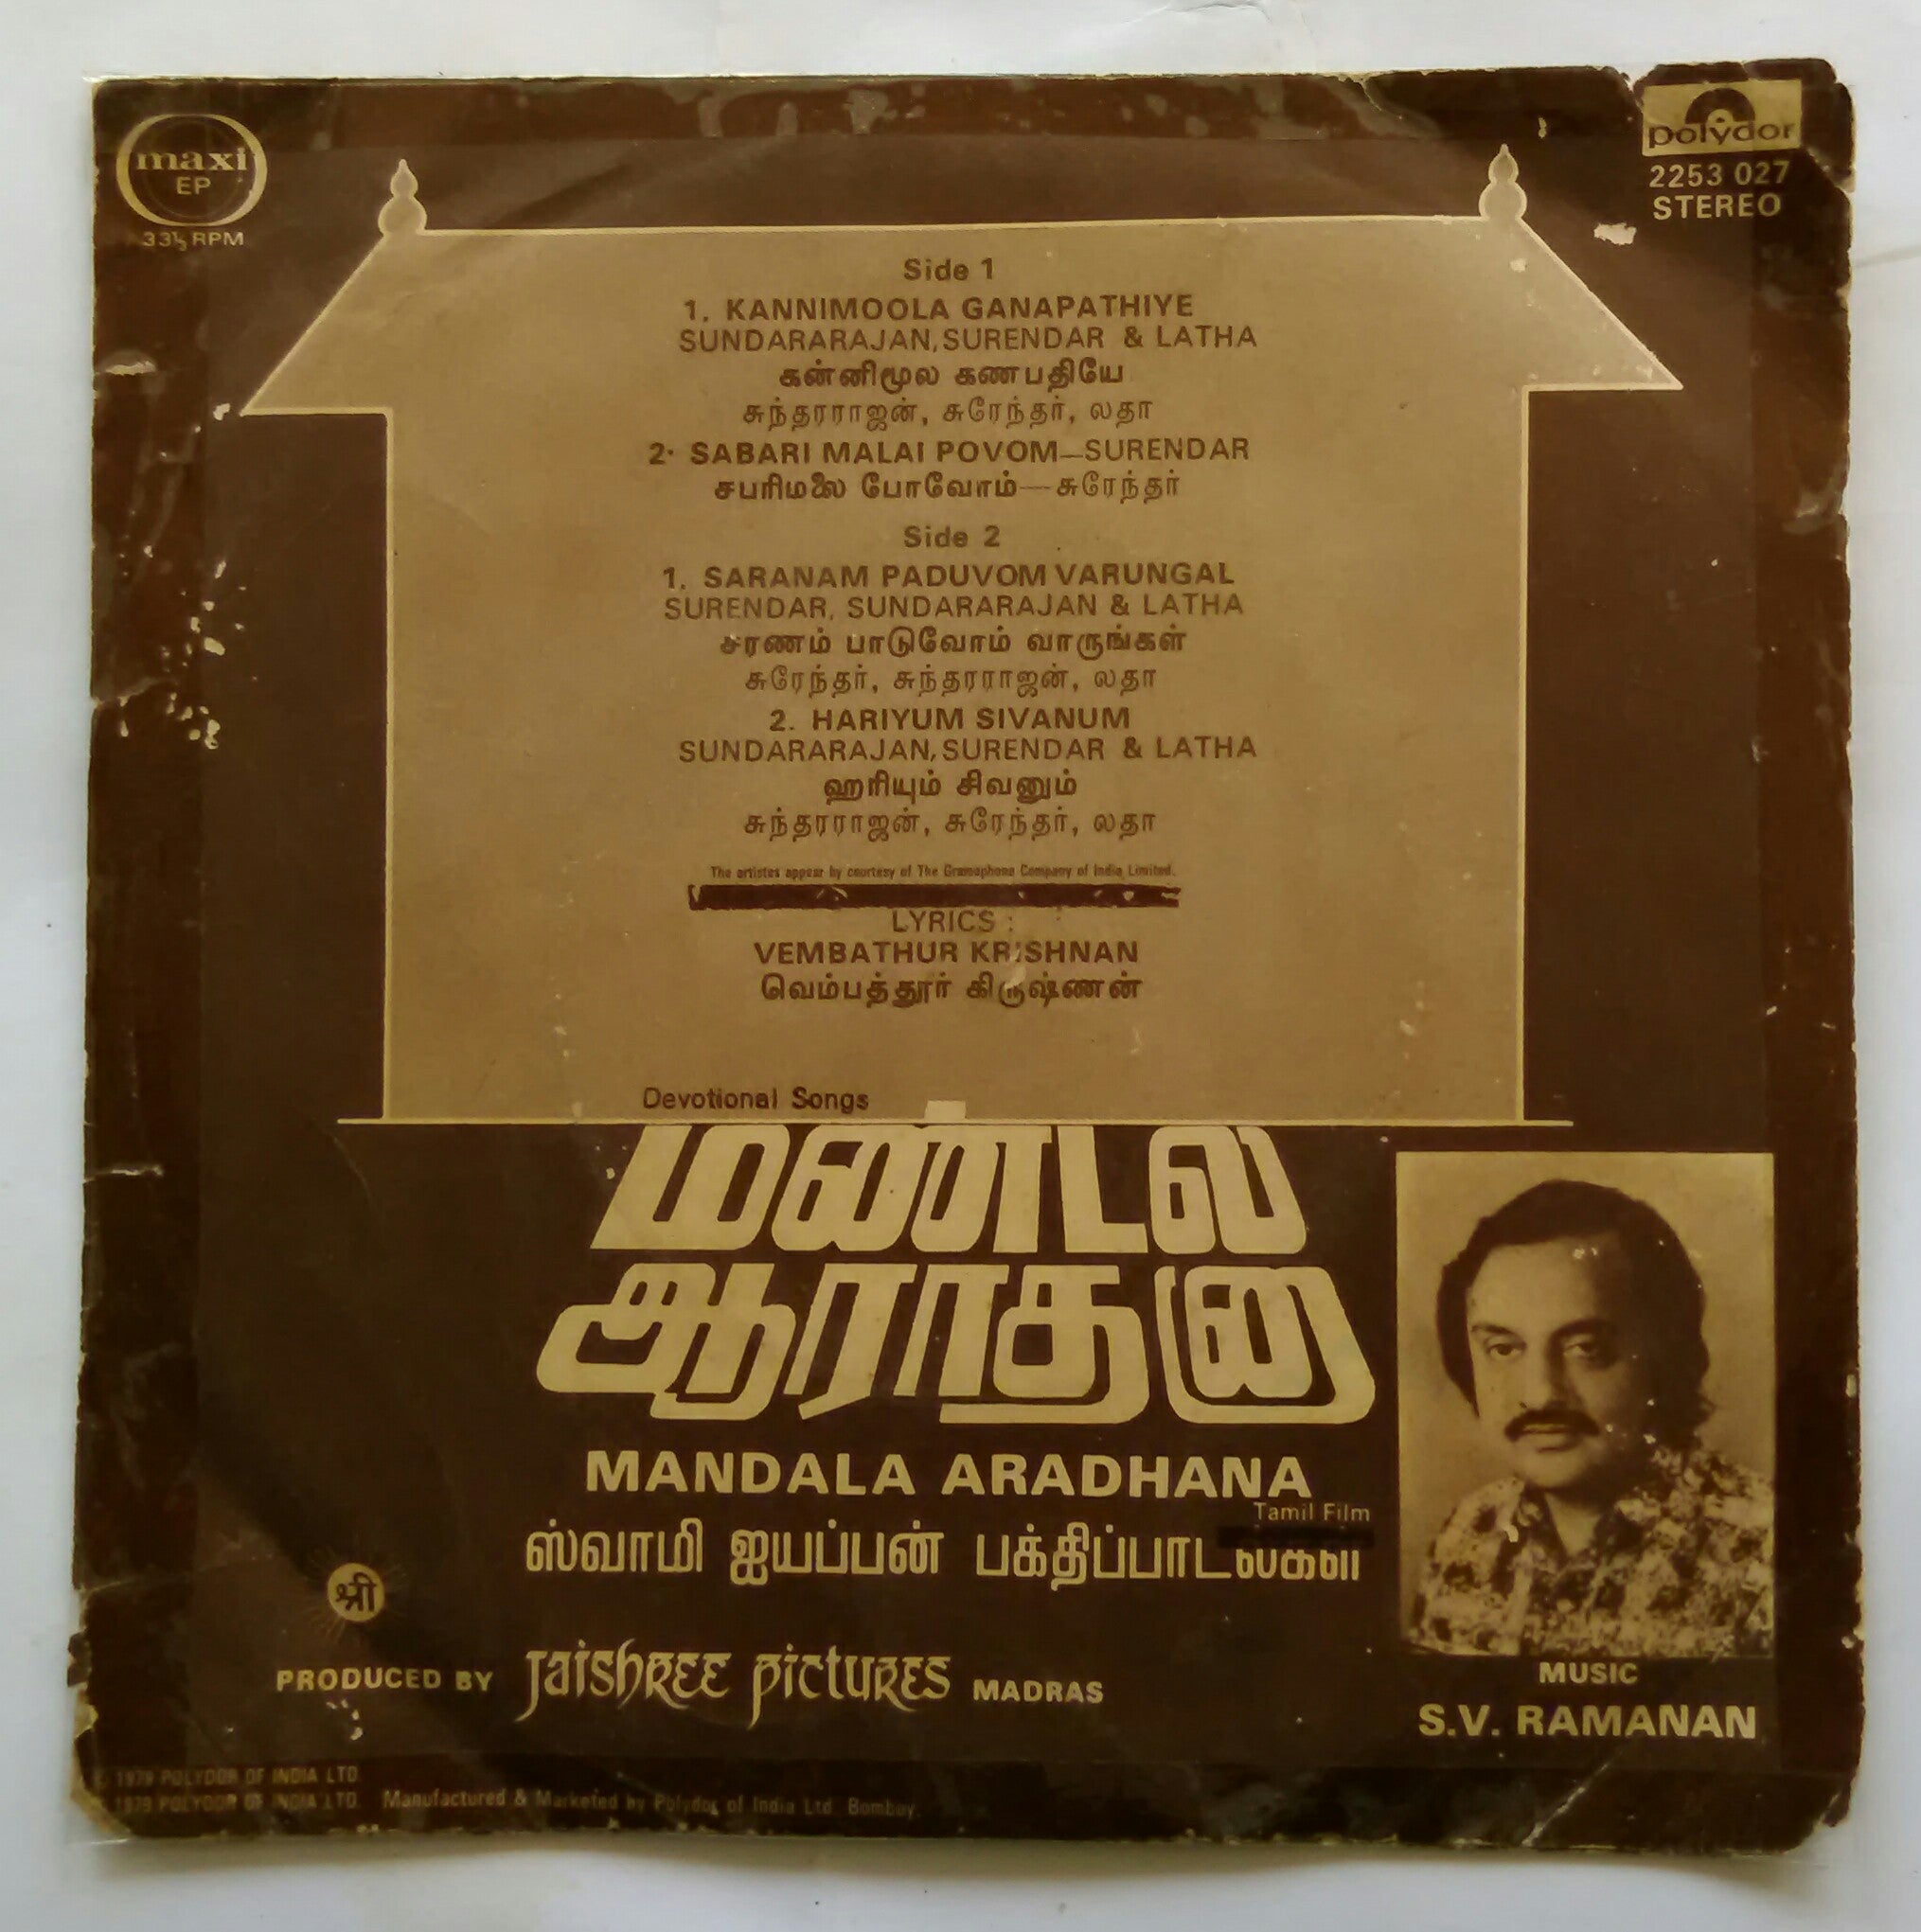 maxi
EP
33⅓ RPM
polydor
2253 027
STEREO
Side 1
1. KANNIMOOLA GANAPATHIYE
SUNDARARAJAN, SURENDAR & LATHA
கன்னிமூல கணபதியே
சுந்தரராஜன், சுரேந்தர், லதா
2. SABARI MALAI POVOM—SURENDAR
சபரிமலை போவோம்—சுரேந்தர்
Side 2
1. SARANAM PADUVOM VARUNGAL
SURENDAR, SUNDARARAJAN & LATHA
சரணம் பாடுவோம் வாருங்கள்
சுரேந்தர், சுந்தரராஜன், லதா
2. HARIYUM SIVANUM
SUNDARARAJAN, SURENDAR & LATHA
ஹரியும் சிவனும்
சுந்தரராஜன், சுரேந்தர், லதா
The artistes appear by courtesy of The Gramophone Company of India Limited.
LYRICS :
VEMBATHUR KRISHNAN
வெம்பத்தூர் கிருஷ்ணன்
Devotional Songs
மண்டல
ஆராதனை
MANDALA ARADHANA
Tamil Film
ஸ்வாமி ஐயப்பன் பக்திப்பாடல்கள்
श्री
PRODUCED BY Jaishree Pictures MADRAS
MUSIC
S.V. RAMANAN
1979 POLYDOR OF INDIA LTD
1979 POLYDOR OF INDIA LTD. Manufactured & Marketed by Polydor of India Ltd. Bombay.